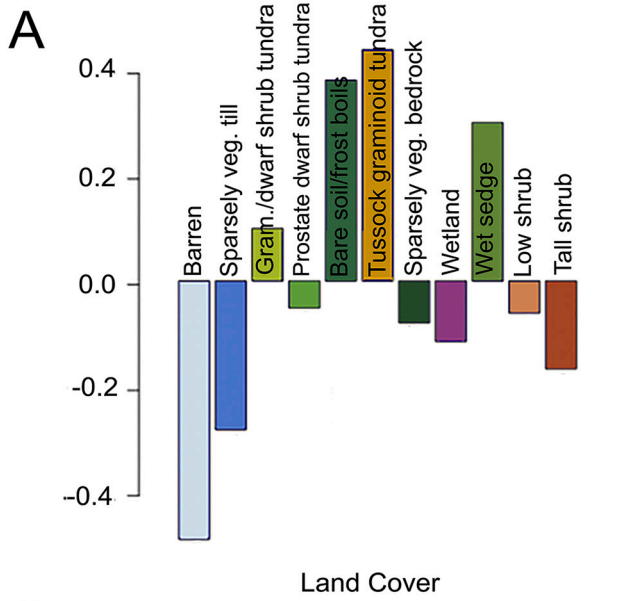 A
0.4
0.2
0.0
-0.2
-0.4
Barren
Sparsely veg. till
Gram./dwarf shrub tundra
Prostate dwarf shrub tundra
Bare soil/frost boils
Tussock graminoid tundra
Sparsely veg. bedrock
Wetland
Wet sedge
Low shrub
Tall shrub
Land Cover